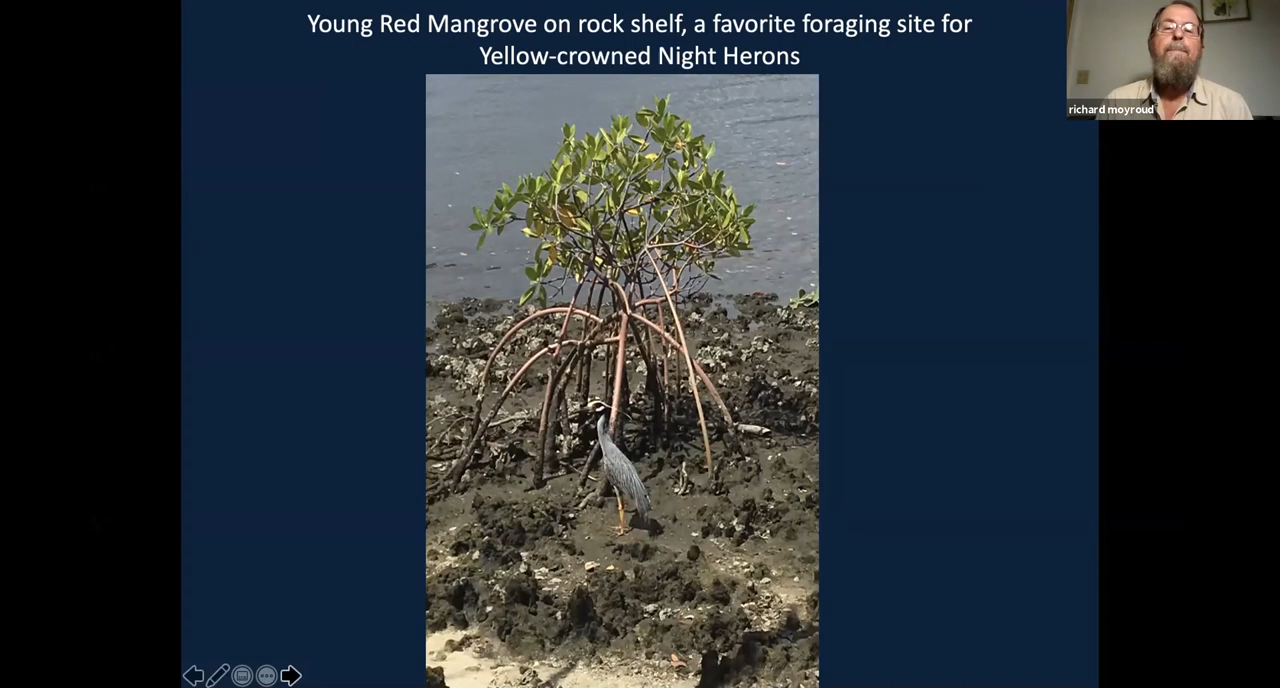 Young Red Mangrove on rock shelf, a favorite foraging site for
Yellow-crowned Night Herons
richard moyroud